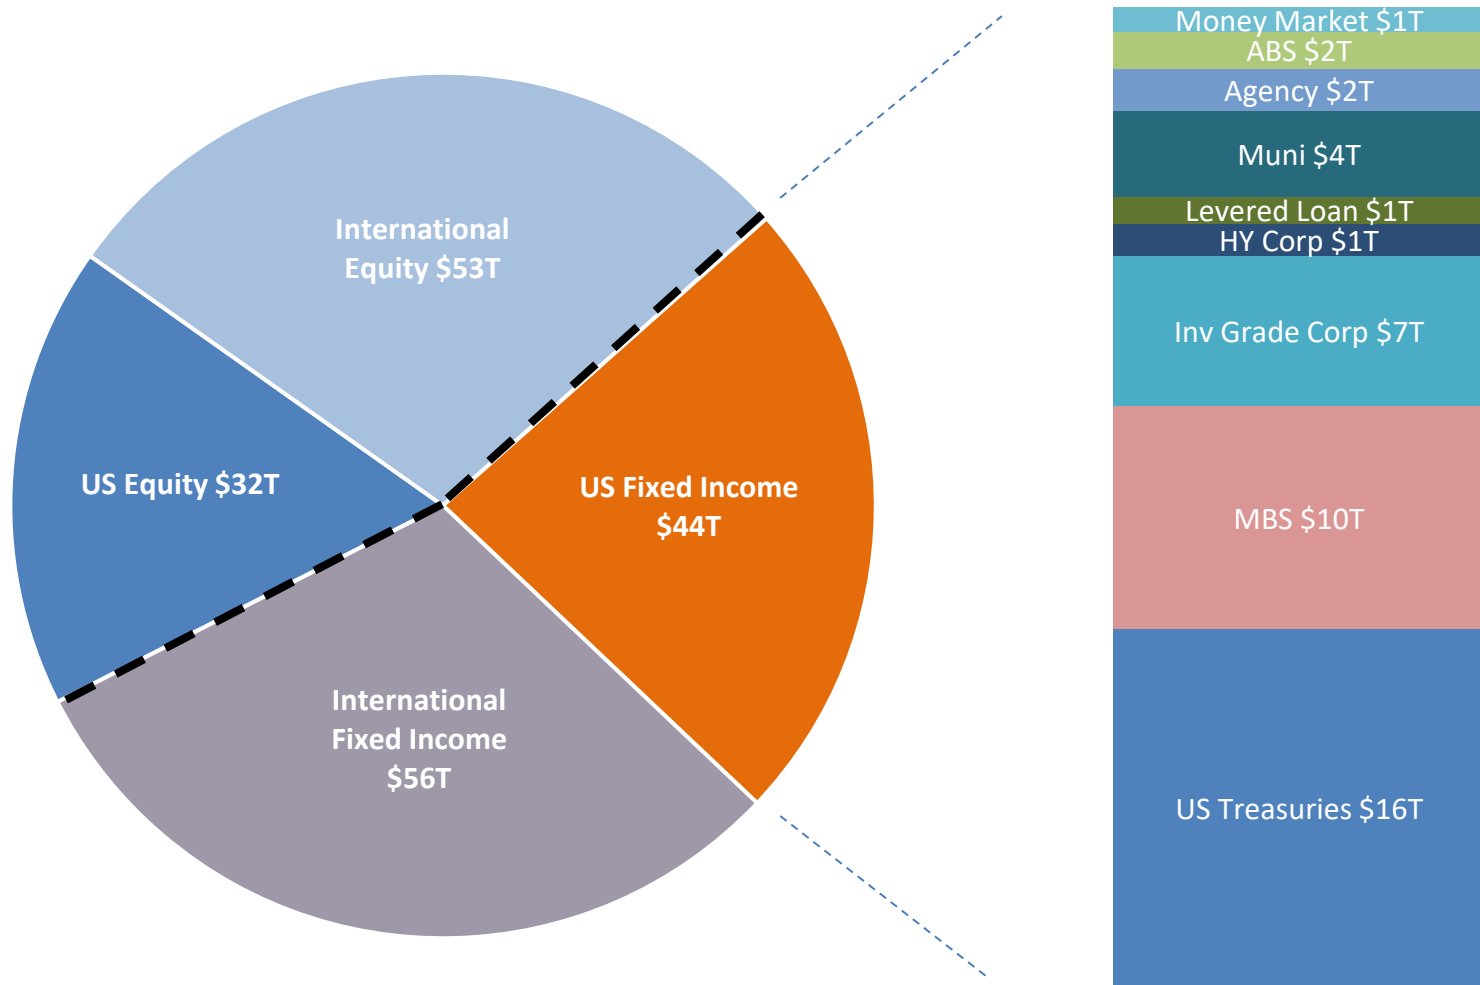 International
Equity $53T
US Equity $32T
US Fixed Income
$44T
International
Fixed Income
$56T
Money Market $1T
ABS $2T
Agency $2T
Muni $4T
Levered Loan $1T
HY Corp $1T
Inv Grade Corp $7T
MBS $10T
US Treasuries $16T